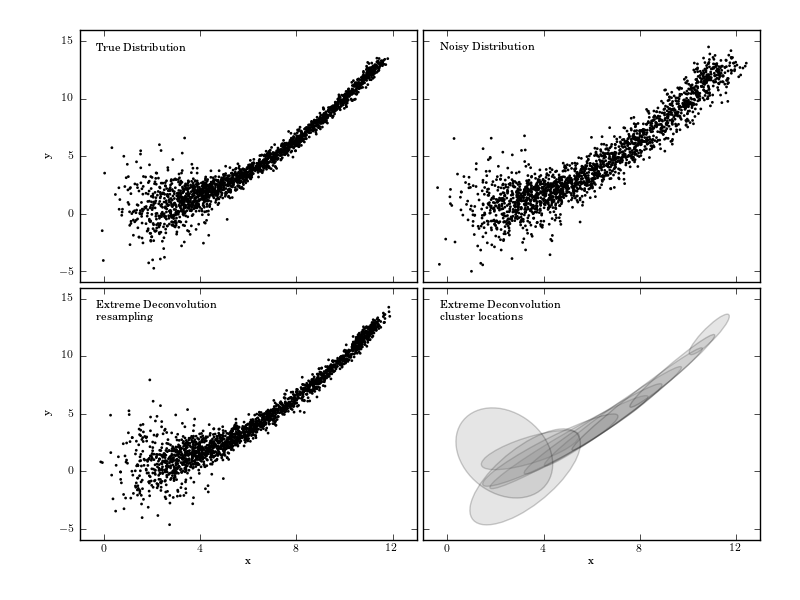 True Distribution
Noisy Distribution
15
10
5
0
−5
y
Extreme Deconvolution
resampling
Extreme Deconvolution
cluster locations
15
10
5
0
−5
y
0 4 8 12
0 4 8 12
x
x